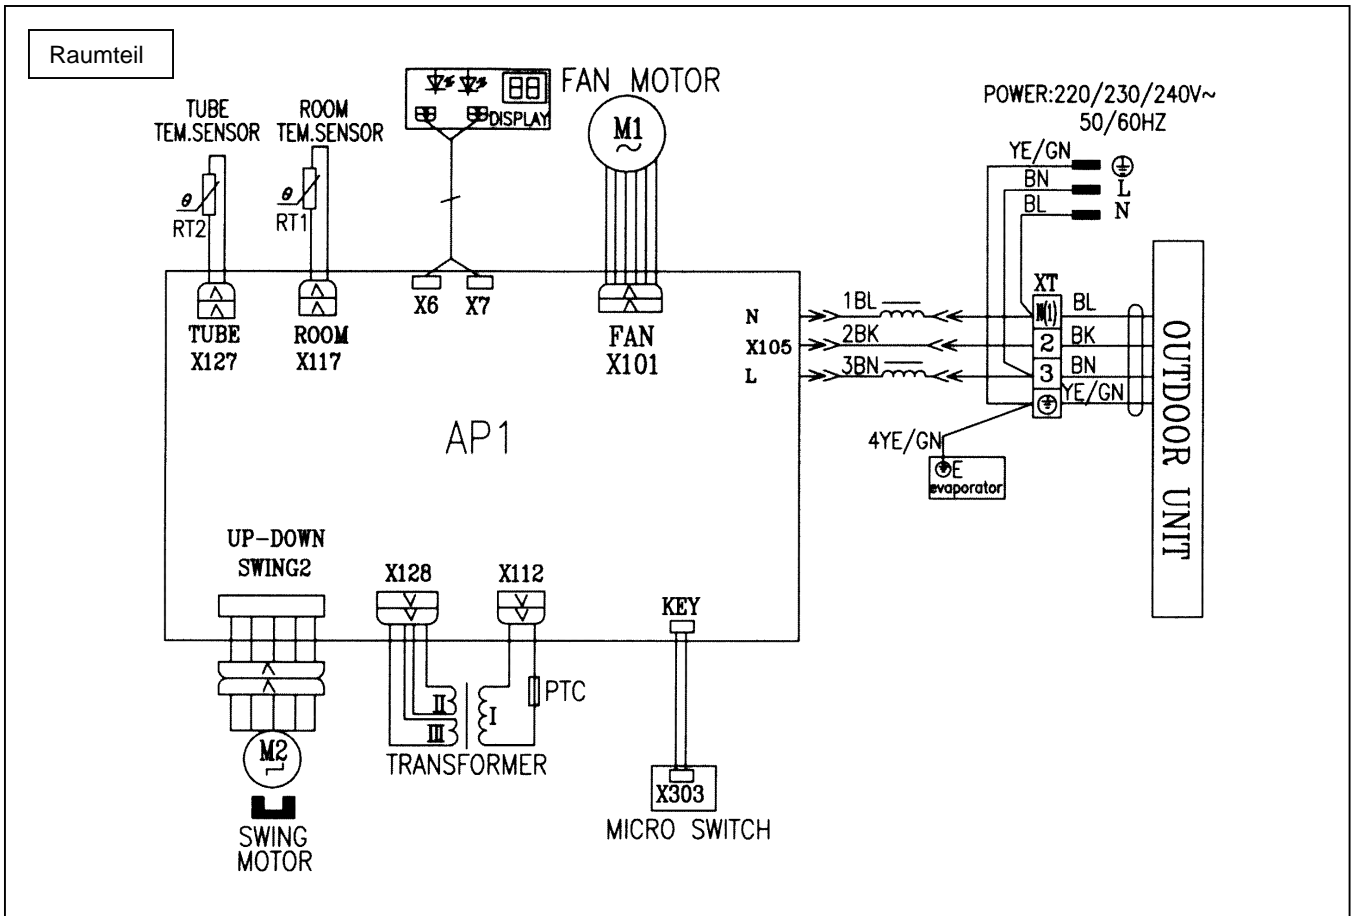 Raumteil
FAN MOTOR
POWER:220/230/240V~
50/60HZ
TUBE
TEM.SENSOR
ROOM
TEM.SENSOR
88
DISPLAY
M1
~
YE/GN
BN
L
BL
N
θ
RT2
θ
RT1
X6
X7
XT
TUBE
X127
ROOM
X117
FAN
X101
N
X105
L
1BL
2BK
3BN
N(1)
2
3
BL
BK
BN
YE/GN
OUTDOOR UNIT
AP1
4YE/GN
E
evaporator
UP-DOWN
SWING2
X128
X112
KEY
II
III
I
PTC
M2
TRANSFORMER
X303
MICRO SWITCH
SWING
MOTOR